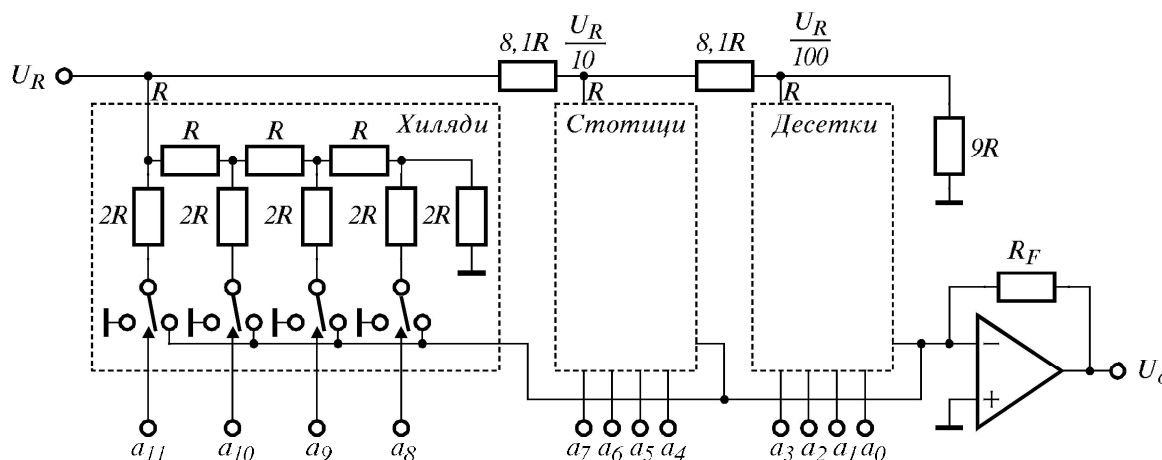 8,1R U_R/10 8,1R U_R/100
U_R
R R R
Хиляди Стотици Десетки
R R R
9R
2R 2R 2R 2R 2R
R_F
−
+
a_11 a_10 a_9 a_8 a_7 a_6 a_5 a_4 a_3 a_2 a_1 a_0